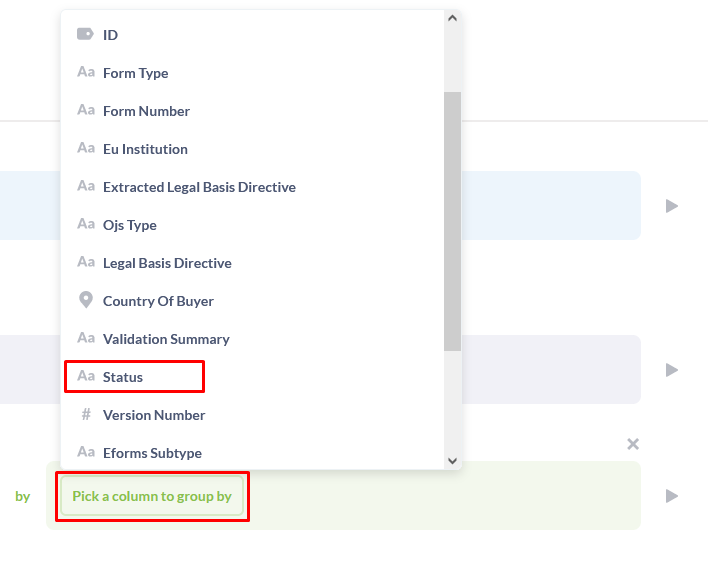 ID
Aa Form Type
Aa Form Number
Aa Eu Institution
Aa Extracted Legal Basis Directive
Aa Ojs Type
Aa Legal Basis Directive
Country Of Buyer
Aa Validation Summary
Aa Status
# Version Number
Aa Eforms Subtype
by Pick a column to group by